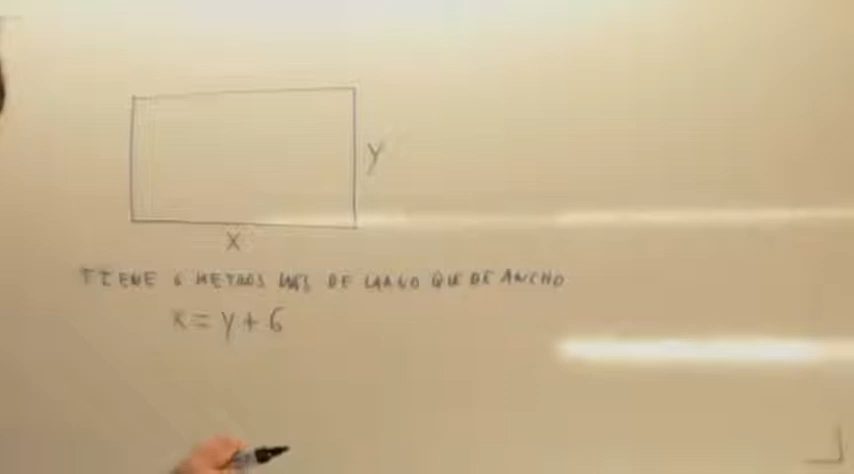 Y
X
TIENE 6 METROS MÁS DE LARGO QUE DE ANCHO
X = Y + 6